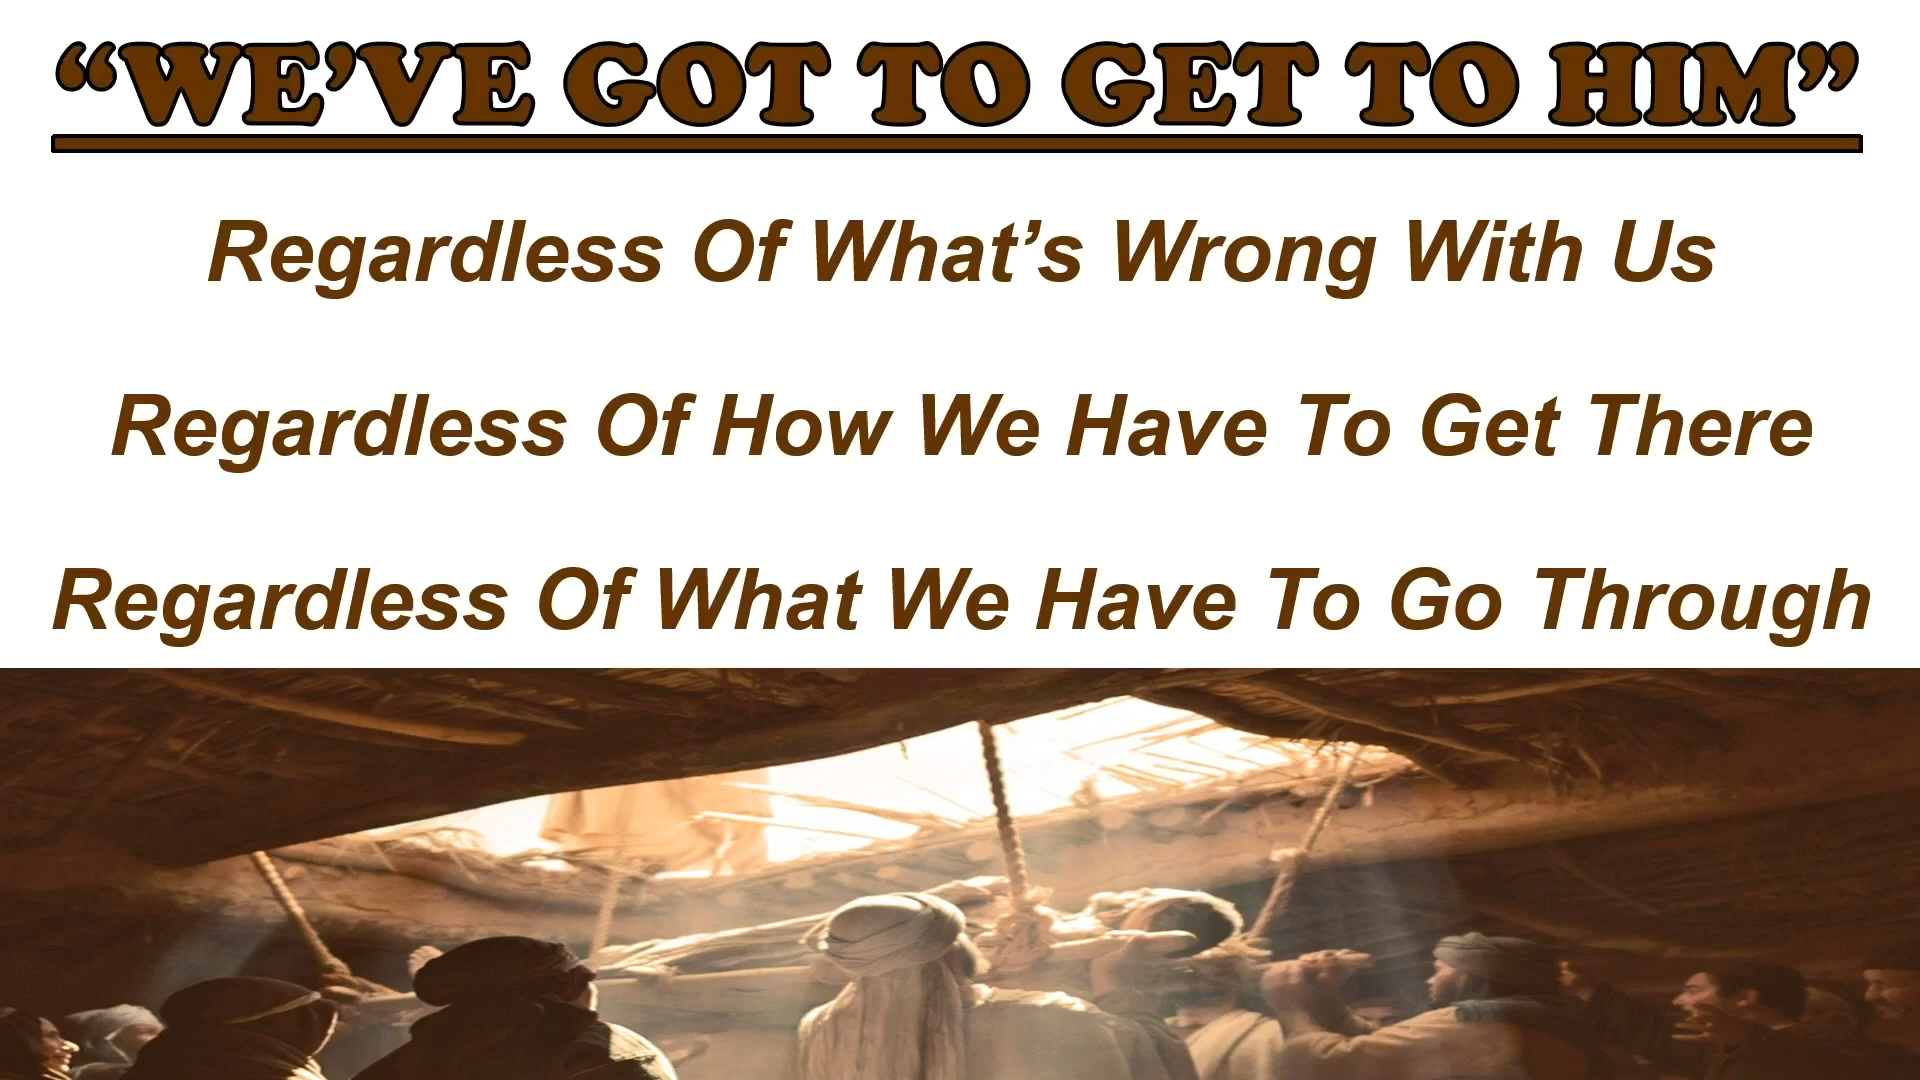 “WE’VE GOT TO GET TO HIM”
Regardless Of What’s Wrong With Us
Regardless Of How We Have To Get There
Regardless Of What We Have To Go Through